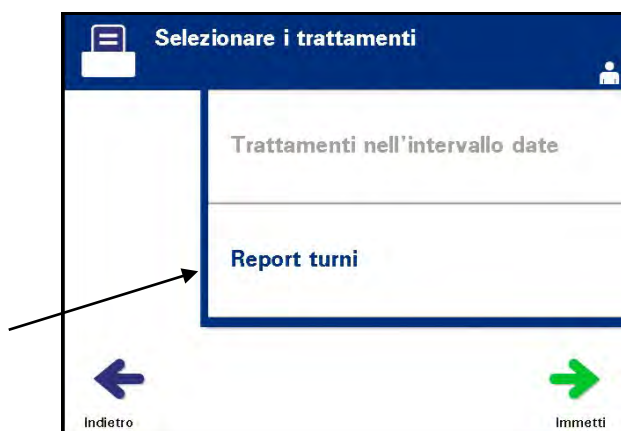 Selezionare i trattamenti
Trattamenti nell'intervallo date
Report turni
Indietro
Immetti